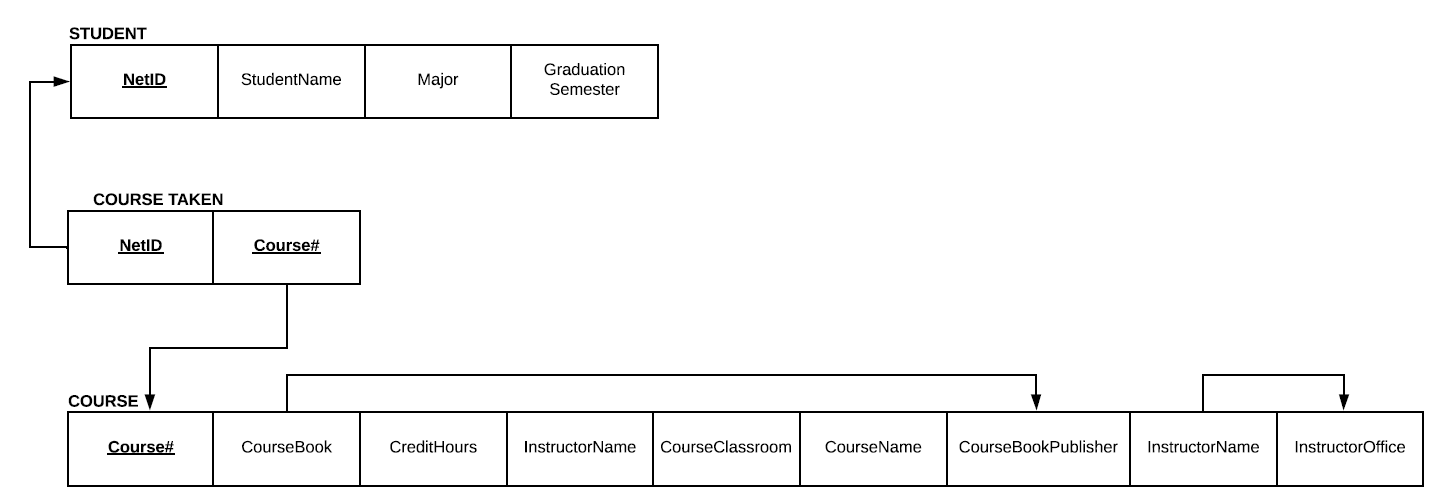 STUDENT
NetID
StudentName
Major
Graduation
Semester
COURSE TAKEN
NetID
Course#
COURSE
Course#
CourseBook
CreditHours
InstructorName
CourseClassroom
CourseName
CourseBookPublisher
InstructorName
InstructorOffice